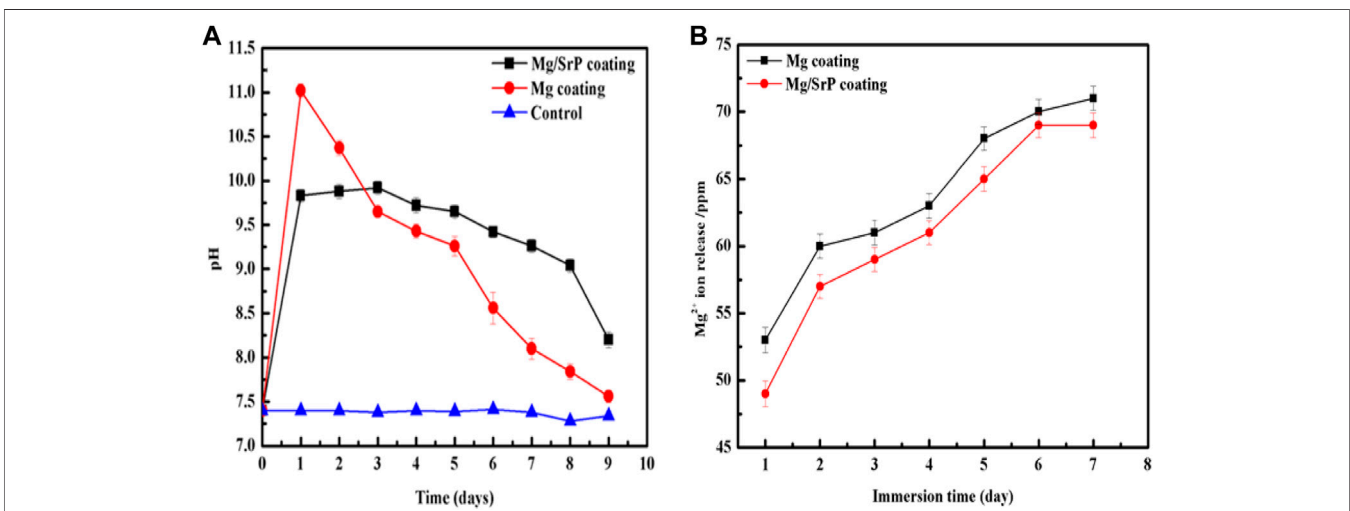 A
11.5
11.0
10.5
10.0
9.5
9.0
8.5
8.0
7.5
7.0
pH
0 1 2 3 4 5 6 7 8 9 10
Time (days)
Mg/SrP coating
Mg coating
Control
B
75
70
65
60
55
50
45
Mg²⁺ ion release /ppm
1 2 3 4 5 6 7 8
Immersion time (day)
Mg coating
Mg/SrP coating